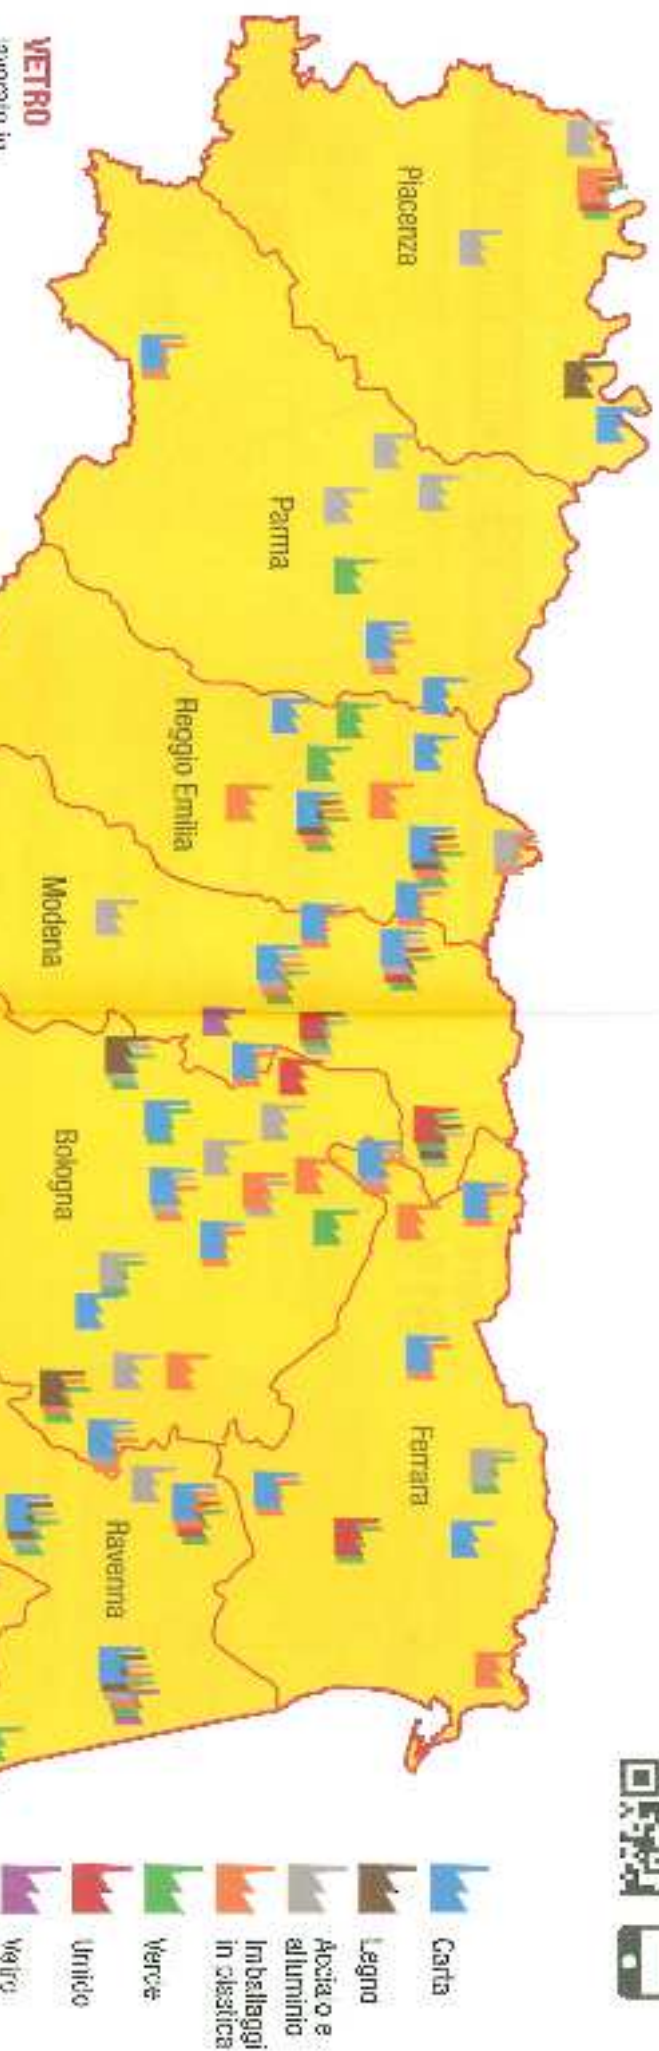 VETRO
Piacenza
Parma
Reggio Emilia
Modena
Bologna
Ferrara
Ravenna
Carta
Legno
Acciaio e
alluminio
Imballaggi
in plastica
Verde
Umido
Vetro